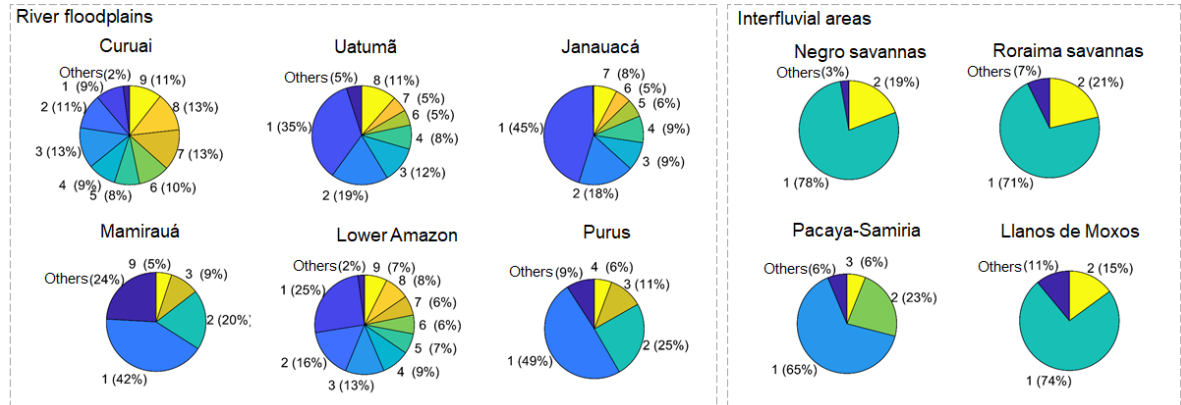 River floodplains
Curuai
Others(2%)
9 (11%)
8 (13%)
7 (13%)
6 (10%)
5 (8%)
4 (9%)
3 (13%)
2 (11%)
1 (9%)
Uatumã
Others(5%)
8 (11%)
7 (5%)
6 (5%)
4 (8%)
3 (12%)
2 (19%)
1 (35%)
Janauacá
7 (8%)
6 (5%)
5 (6%)
4 (9%)
3 (9%)
2 (18%)
1 (45%)
Mamirauá
Others(24%)
9 (5%)
3 (9%)
2 (20%)
1 (42%)
Lower Amazon
Others(2%)
9 (7%)
8 (8%)
7 (6%)
6 (6%)
5 (7%)
4 (9%)
3 (13%)
2 (16%)
1 (25%)
Purus
Others (9%)
4 (6%)
3 (11%)
2 (25%)
1 (49%)
Interfluvial areas
Negro savannas
Others(3%)
2 (19%)
1 (78%)
Roraima savannas
Others (7%)
2 (21%)
1 (71%)
Pacaya-Samiria
Others(6%)
3 (6%)
2 (23%)
1 (65%)
Llanos de Moxos
Others(11%)
2 (15%)
1 (74%)